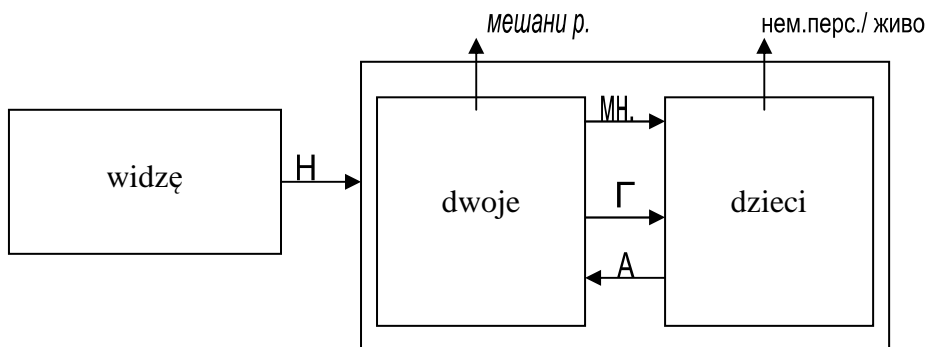 мешани р.
нем.перс./ живо
widzę
Н
dwoje
мн.
Г
А
dzieci